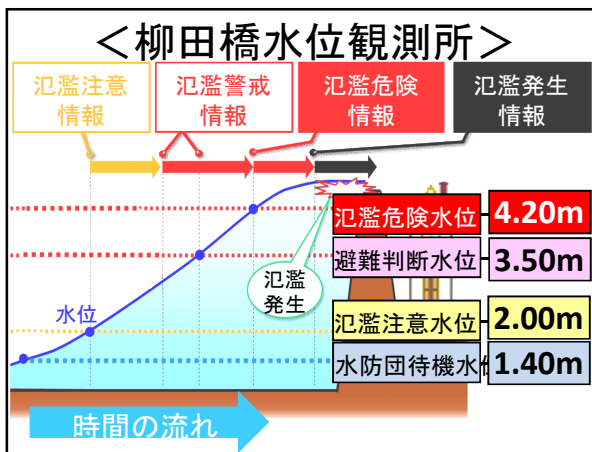 ＜柳田橋水位観測所＞
氾濫注意
情報
氾濫警戒
情報
氾濫危険
情報
氾濫発生
情報
氾濫危険水位
4.20m
避難判断水位
3.50m
氾濫
発生
水位
氾濫注意水位
2.00m
水防団待機水
1.40m
時間の流れ